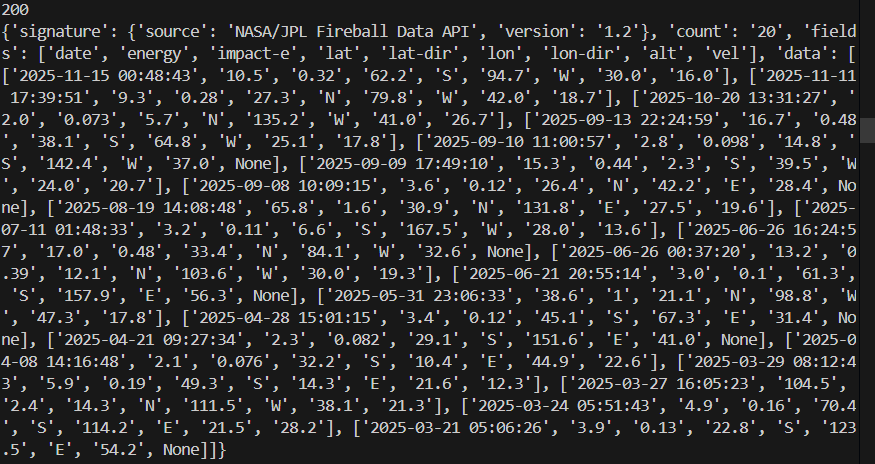 200
{'signature': {'source': 'NASA/JPL Fireball Data API', 'version': '1.2'}, 'count': '20', 'field
s': ['date', 'energy', 'impact-e', 'lat', 'lat-dir', 'lon', 'lon-dir', 'alt', 'vel'], 'data': [
['2025-11-15 00:48:43', '10.5', '0.32', '62.2', 'S', '94.7', 'W', '30.0', '16.0'], ['2025-11-11
 17:39:51', '9.3', '0.28', '27.3', 'N', '79.8', 'W', '42.0', '18.7'], ['2025-10-20 13:31:27', '
2.0', '0.073', '5.7', 'N', '135.2', 'W', '41.0', '26.7'], ['2025-09-13 22:24:59', '16.7', '0.48
', '38.1', 'S', '64.8', 'W', '25.1', '17.8'], ['2025-09-10 11:00:57', '2.8', '0.098', '14.8', '
S', '142.4', 'W', '37.0', None], ['2025-09-09 17:49:10', '15.3', '0.44', '2.3', 'S', '39.5', 'W
', '24.0', '20.7'], ['2025-09-08 10:09:15', '3.6', '0.12', '26.4', 'N', '42.2', 'E', '28.4', No
ne], ['2025-08-19 14:08:48', '65.8', '1.6', '30.9', 'N', '131.8', 'E', '27.5', '19.6'], ['2025-
07-11 01:48:33', '3.2', '0.11', '6.6', 'S', '167.5', 'W', '28.0', '13.6'], ['2025-06-26 16:24:5
7', '17.0', '0.48', '33.4', 'N', '84.1', 'W', '32.6', None], ['2025-06-26 00:37:20', '13.2', '0
.39', '12.1', 'N', '103.6', 'W', '30.0', '19.3'], ['2025-06-21 20:55:14', '3.0', '0.1', '61.3',
 'S', '157.9', 'E', '56.3', None], ['2025-05-31 23:06:33', '38.6', '1', '21.1', 'N', '98.8', 'W
', '47.3', '17.8'], ['2025-04-28 15:01:15', '3.4', '0.12', '45.1', 'S', '67.3', 'E', '31.4', No
ne], ['2025-04-21 09:27:34', '2.3', '0.082', '29.1', 'S', '151.6', 'E', '41.0', None], ['2025-0
4-08 14:16:48', '2.1', '0.076', '32.2', 'S', '10.4', 'E', '44.9', '22.6'], ['2025-03-29 08:12:4
3', '5.9', '0.19', '49.3', 'S', '14.3', 'E', '21.6', '12.3'], ['2025-03-27 16:05:23', '104.5',
'2.4', '14.3', 'N', '111.5', 'W', '38.1', '21.3'], ['2025-03-24 05:51:43', '4.9', '0.16', '70.4
', 'S', '114.2', 'E', '21.5', '28.2'], ['2025-03-21 05:06:26', '3.9', '0.13', '22.8', 'S', '123
.5', 'E', '54.2', None]]}